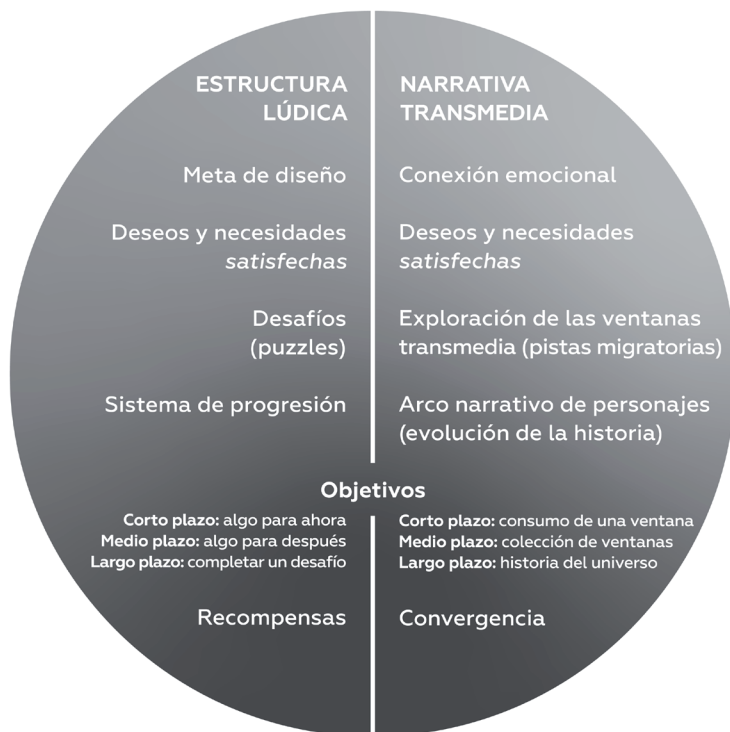 ESTRUCTURA
LÚDICA
Meta de diseño
Deseos y necesidades
satisfechas
Desafíos
(puzzles)
Sistema de progresión
NARRATIVA
TRANSMEDIA
Conexión emocional
Deseos y necesidades
satisfechas
Exploración de las ventanas
transmedia (pistas migratorias)
Arco narrativo de personajes
(evolución de la historia)
Objetivos
Corto plazo: algo para ahora
Medio plazo: algo para después
Largo plazo: completar un desafío
Recompensas
Corto plazo: consumo de una ventana
Medio plazo: colección de ventanas
Largo plazo: historia del universo
Convergencia